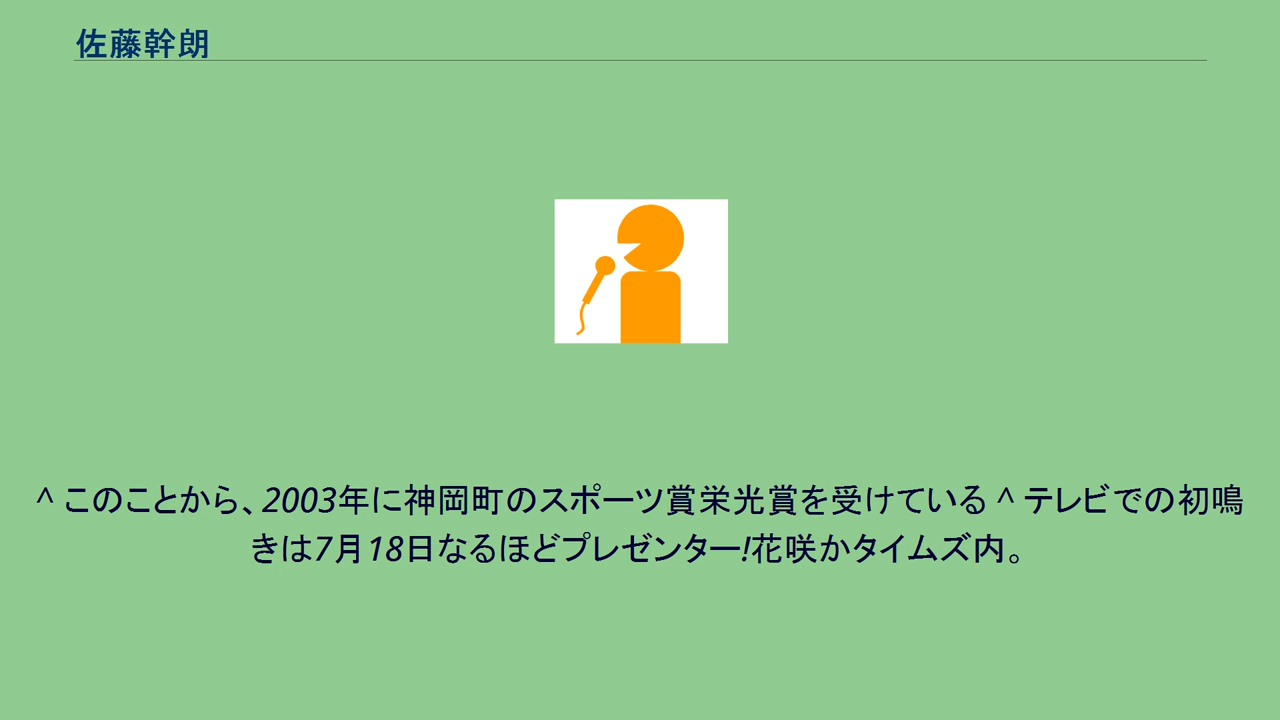 佐藤幹朗
^ このことから、2003年に神岡町のスポーツ賞栄光賞を受けている ^ テレビでの初鳴
きは7月18日なるほどプレゼンター!花咲かタイムズ内。